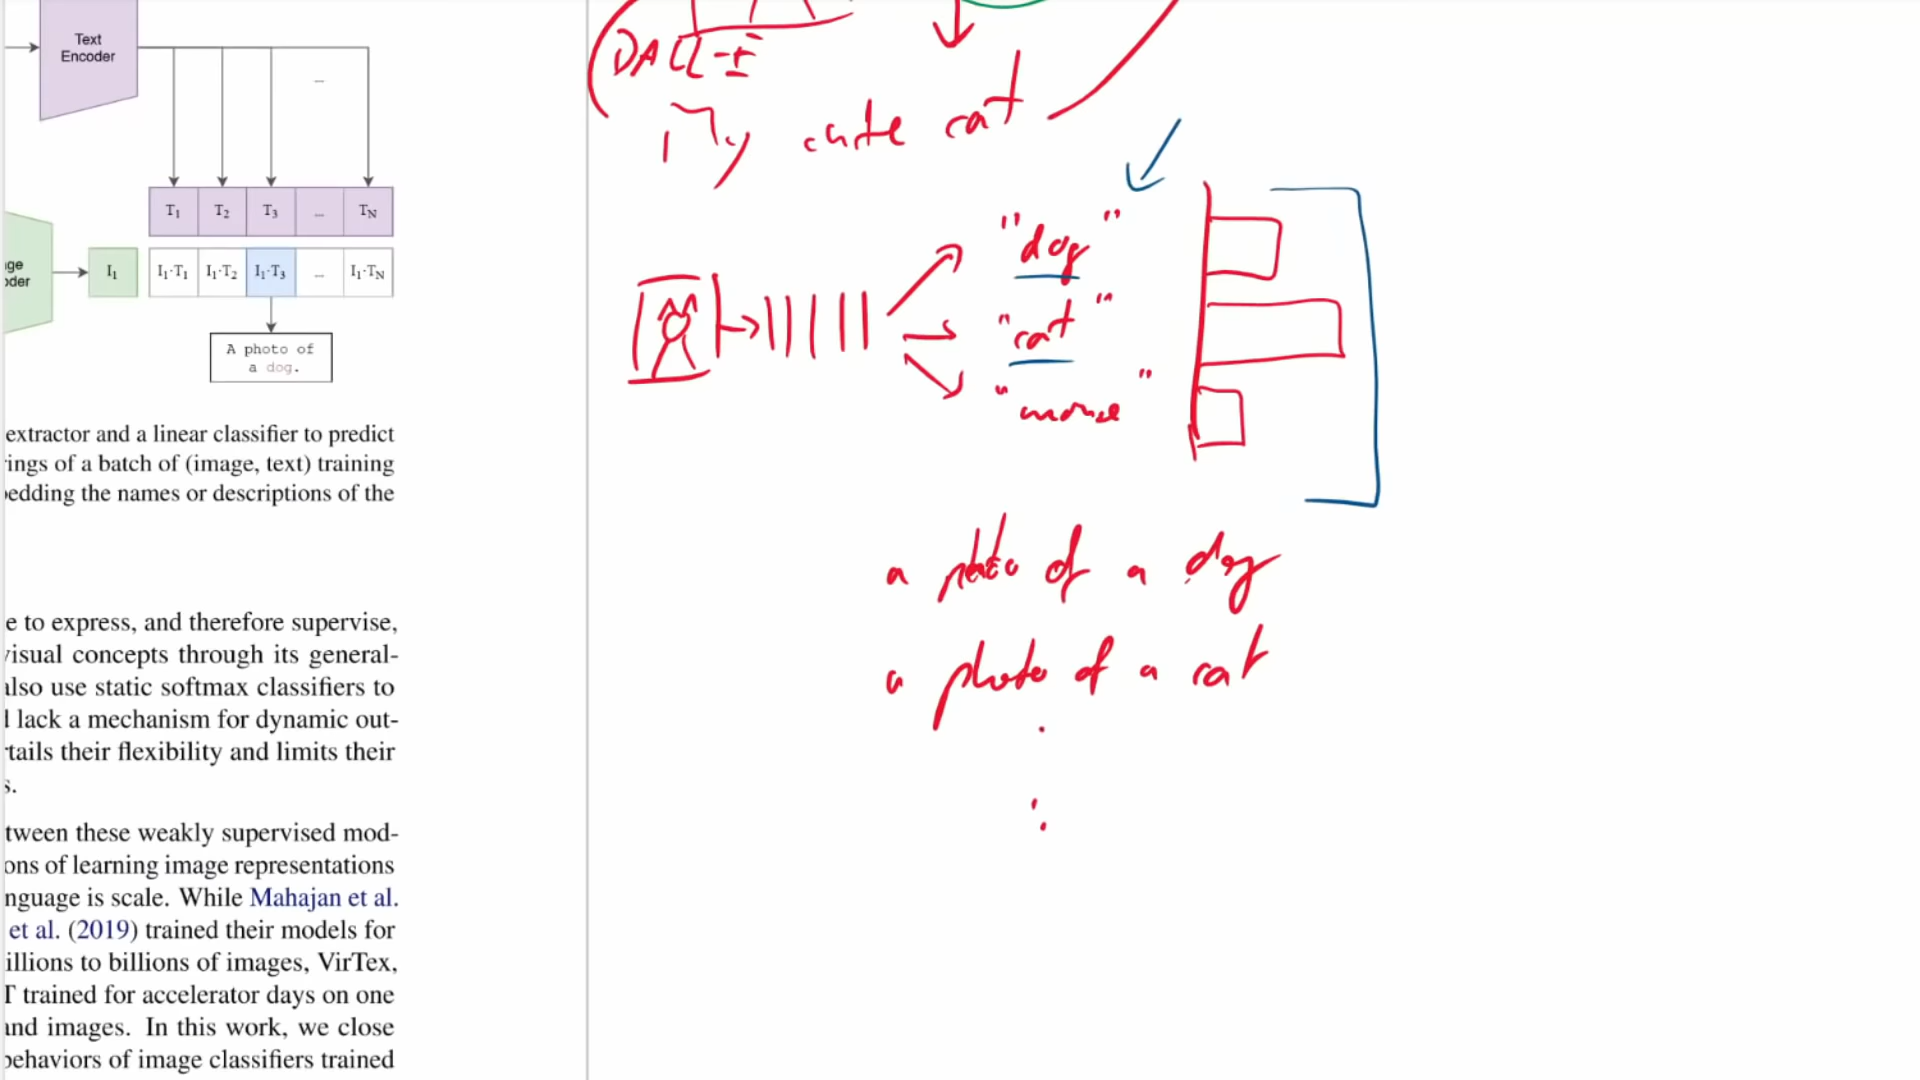 Text
Encoder
...
T1 T2 T3 ... TN
I1 I1·T1 I1·T2 I1·T3 ... I1·TN
ge
der
A photo of
a dog.
extractor and a linear classifier to predict
rings of a batch of (image, text) training
edding the names or descriptions of the
e to express, and therefore supervise,
visual concepts through its general-
also use static softmax classifiers to
lack a mechanism for dynamic out-
tails their flexibility and limits their
s.
tween these weakly supervised mod-
ons of learning image representations
nguage is scale. While Mahajan et al.
et al. (2019) trained their models for
illions to billions of images, VirTex,
T trained for accelerator days on one
and images. In this work, we close
behaviors of image classifiers trained
DALL-E
My cute cat
"dog"
"cat"
"mouse"
a photo of a dog
a photo of a cat